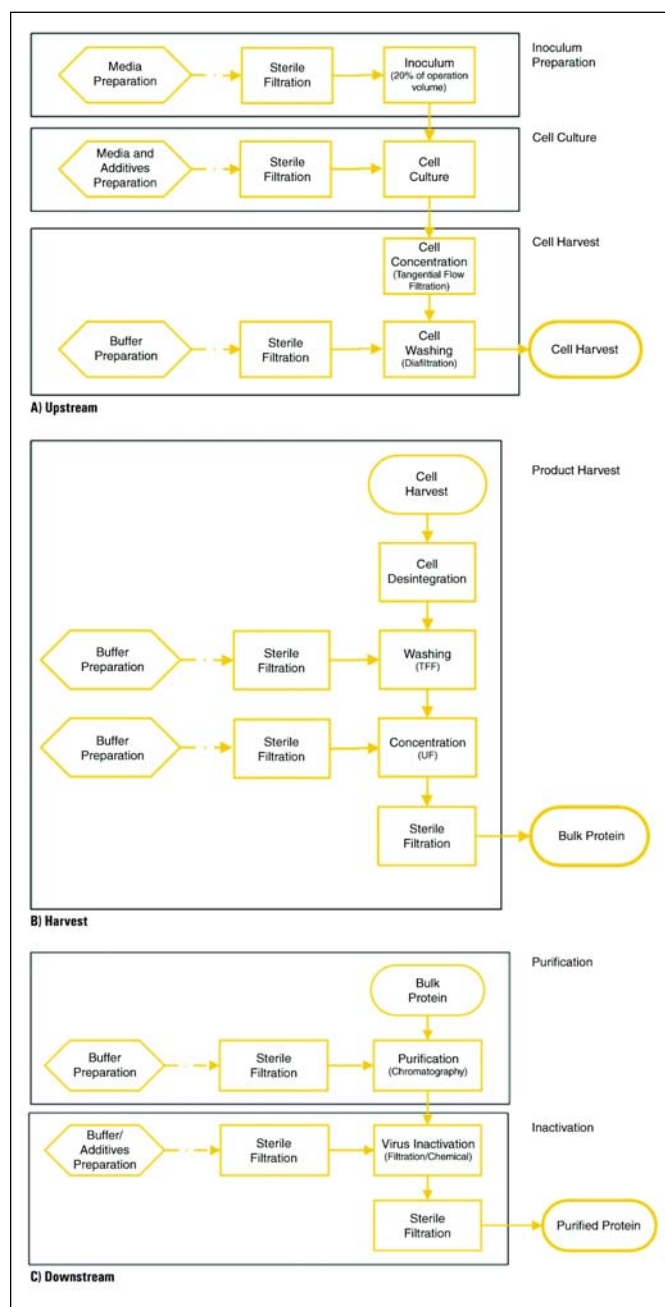 Media
Preparation
Sterile
Filtration
Inoculum
(20% of operation
volume)
Inoculum
Preparation
Media and
Additives
Preparation
Sterile
Filtration
Cell
Culture
Cell Culture
Cell
Concentration
(Tangential Flow
Filtration)
Cell Harvest
Buffer
Preparation
Sterile
Filtration
Cell
Washing
(Diafiltration)
Cell Harvest
A) Upstream
Product Harvest
Cell
Harvest
Cell
Desintegration
Buffer
Preparation
Sterile
Filtration
Washing
(TFF)
Buffer
Preparation
Sterile
Filtration
Concentration
(UF)
Sterile
Filtration
Bulk Protein
B) Harvest
Purification
Bulk
Protein
Buffer
Preparation
Sterile
Filtration
Purification
(Chromatography)
Inactivation
Buffer/
Additives
Preparation
Sterile
Filtration
Virus Inactivation
(Filtration/Chemical)
Sterile
Filtration
Purified Protein
C) Downstream